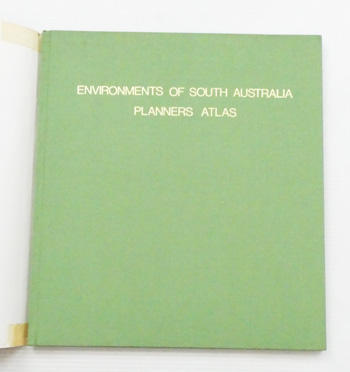 ENVIRONMENTS OF SOUTH AUSTRALIA
PLANNERS ATLAS